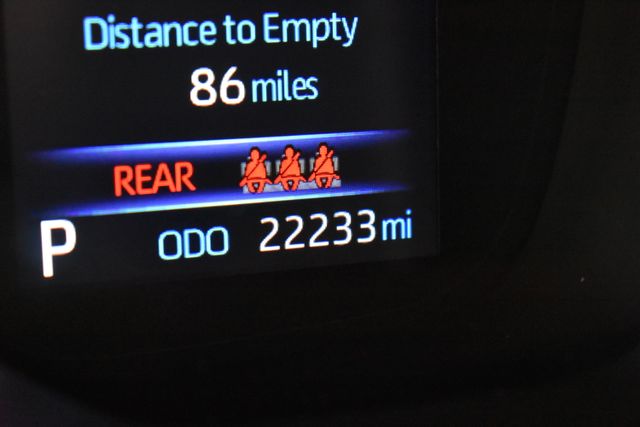 Distance to Empty
86 miles
REAR
P ODO 22233 mi